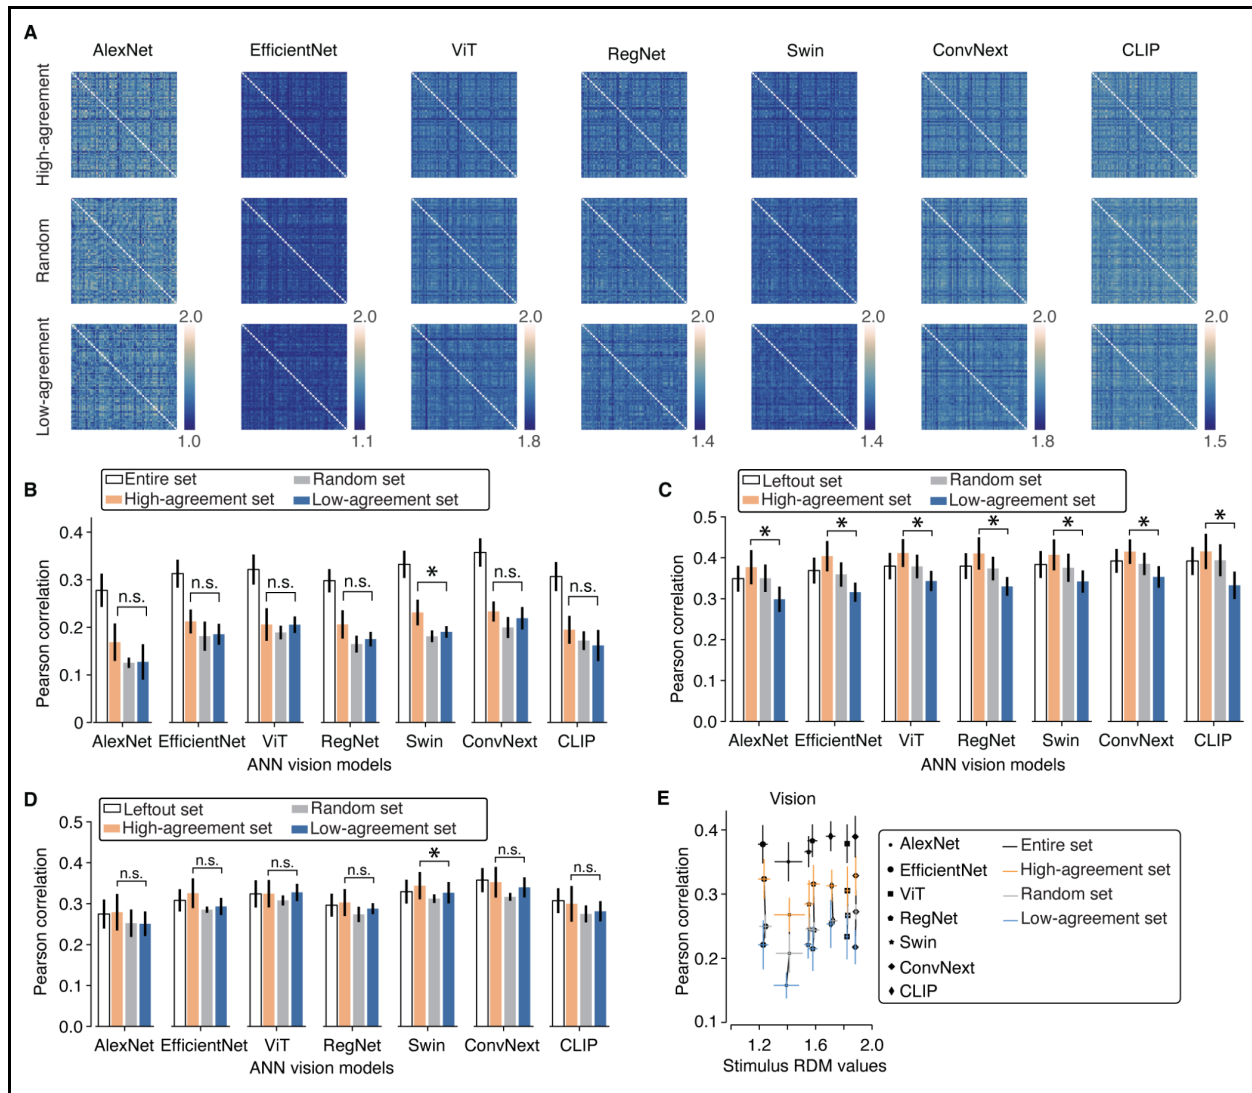 A
AlexNet EfficientNet ViT RegNet Swin ConvNext CLIP
High-agreement
Random
2.0 2.0 2.0 2.0 2.0 2.0 2.0
Low-agreement
1.0 1.1 1.8 1.4 1.4 1.8 1.5
B
Entire set Random set
High-agreement set Low-agreement set
Pearson correlation
0.4
0.3
0.2
0.1
0
n.s. n.s. n.s. n.s. * n.s. n.s.
AlexNet EfficientNet ViT RegNet Swin ConvNext CLIP
ANN vision models
C
Leftout set Random set
High-agreement set Low-agreement set
Pearson correlation
0.5
0.4
0.3
0.2
0.1
0.0
* * * * * * *
AlexNet EfficientNet ViT RegNet Swin ConvNext CLIP
ANN vision models
D
Leftout set Random set
High-agreement set Low-agreement set
Pearson correlation
0.5
0.4
0.3
0.2
0.1
0.0
n.s. n.s. n.s. n.s. * n.s. n.s.
AlexNet EfficientNet ViT RegNet Swin ConvNext CLIP
ANN vision models
E
Vision
Pearson correlation
0.4
0.3
0.2
0.1
1.2 1.6 2.0
Stimulus RDM values
AlexNet Entire set
EfficientNet High-agreement set
ViT Random set
RegNet Low-agreement set
Swin
ConvNext
CLIP